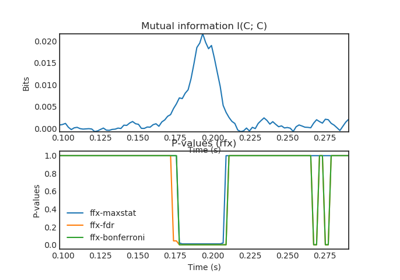 Mutual information I(C; C)
0.020
0.015
0.010
0.005
0.000
Bits
0.100 0.125 0.150 0.175 0.200 0.225 0.250 0.275
Time (s)
P-values (rfx)
1.0
0.8
0.6
0.4
0.2
0.0
P-values
ffx-maxstat
ffx-fdr
ffx-bonferroni
0.100 0.125 0.150 0.175 0.200 0.225 0.250 0.275
Time (s)